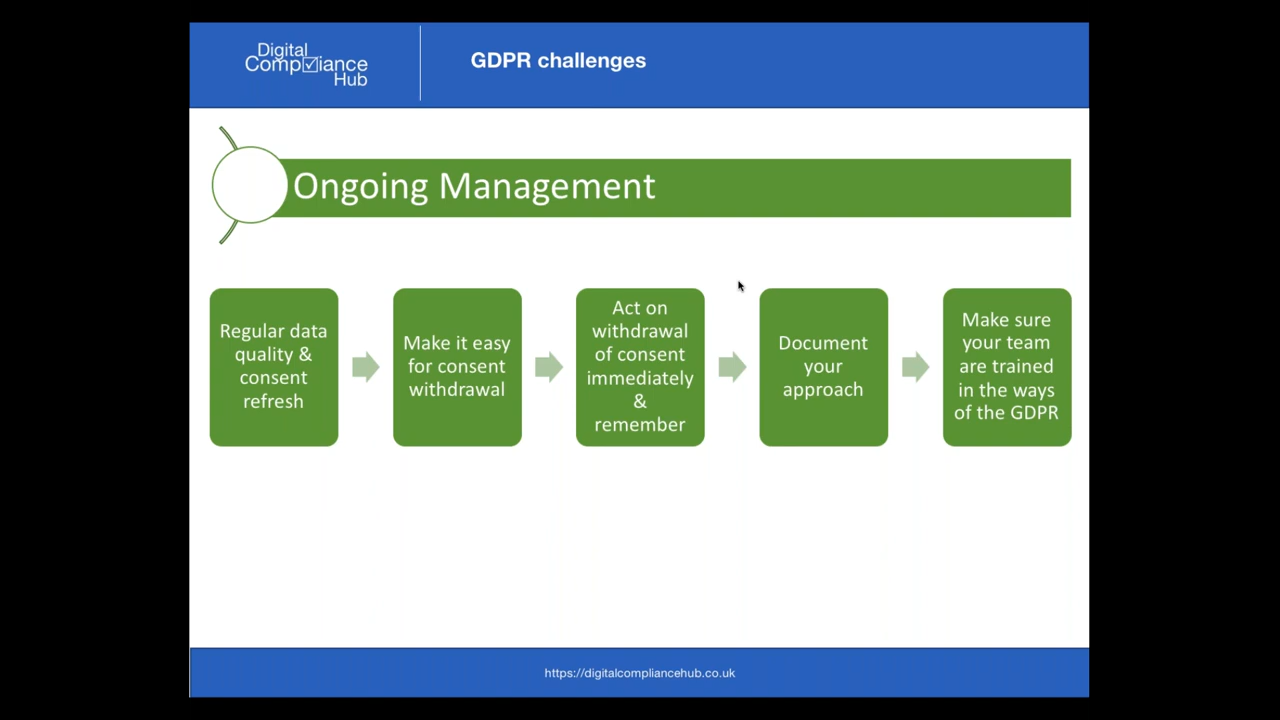 Digital
Compliance
Hub
GDPR challenges
Ongoing Management
Regular data
quality &
consent
refresh
Make it easy
for consent
withdrawal
Act on
withdrawal
of consent
immediately
&
remember
Document
your
approach
Make sure
your team
are trained
in the ways
of the GDPR
https://digitalcompliancehub.co.uk